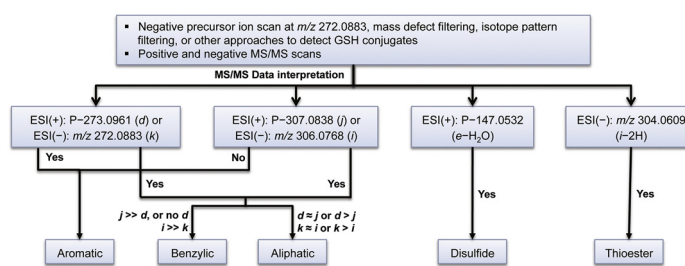 ▪ Negative precursor ion scan at m/z 272.0883, mass defect filtering, isotope pattern
filtering, or other approaches to detect GSH conjugates
▪ Positive and negative MS/MS scans
MS/MS Data interpretation
ESI(+): P−273.0961 (d) or
ESI(−): m/z 272.0883 (k)
ESI(+): P−307.0838 (j) or
ESI(−): m/z 306.0768 (i)
ESI(+): P−147.0532
(e−H₂O)
ESI(−): m/z 304.0609
(i−2H)
Yes
No
Yes
Yes
Yes
Yes
j >> d, or no d
i >> k
d ≈ j or d > j
k ≈ i or k > i
Aromatic
Benzylic
Aliphatic
Disulfide
Thioester